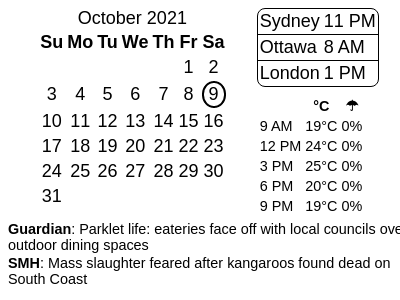 October 2021
Su Mo Tu We Th Fr Sa
1 2
3 4 5 6 7 8 9
10 11 12 13 14 15 16
17 18 19 20 21 22 23
24 25 26 27 28 29 30
31
Sydney 11 PM
Ottawa 8 AM
London 1 PM
°C ☂
9 AM 19°C 0%
12 PM 24°C 0%
3 PM 25°C 0%
6 PM 20°C 0%
9 PM 19°C 0%
Guardian: Parklet life: eateries face off with local councils ove
outdoor dining spaces
SMH: Mass slaughter feared after kangaroos found dead on
South Coast